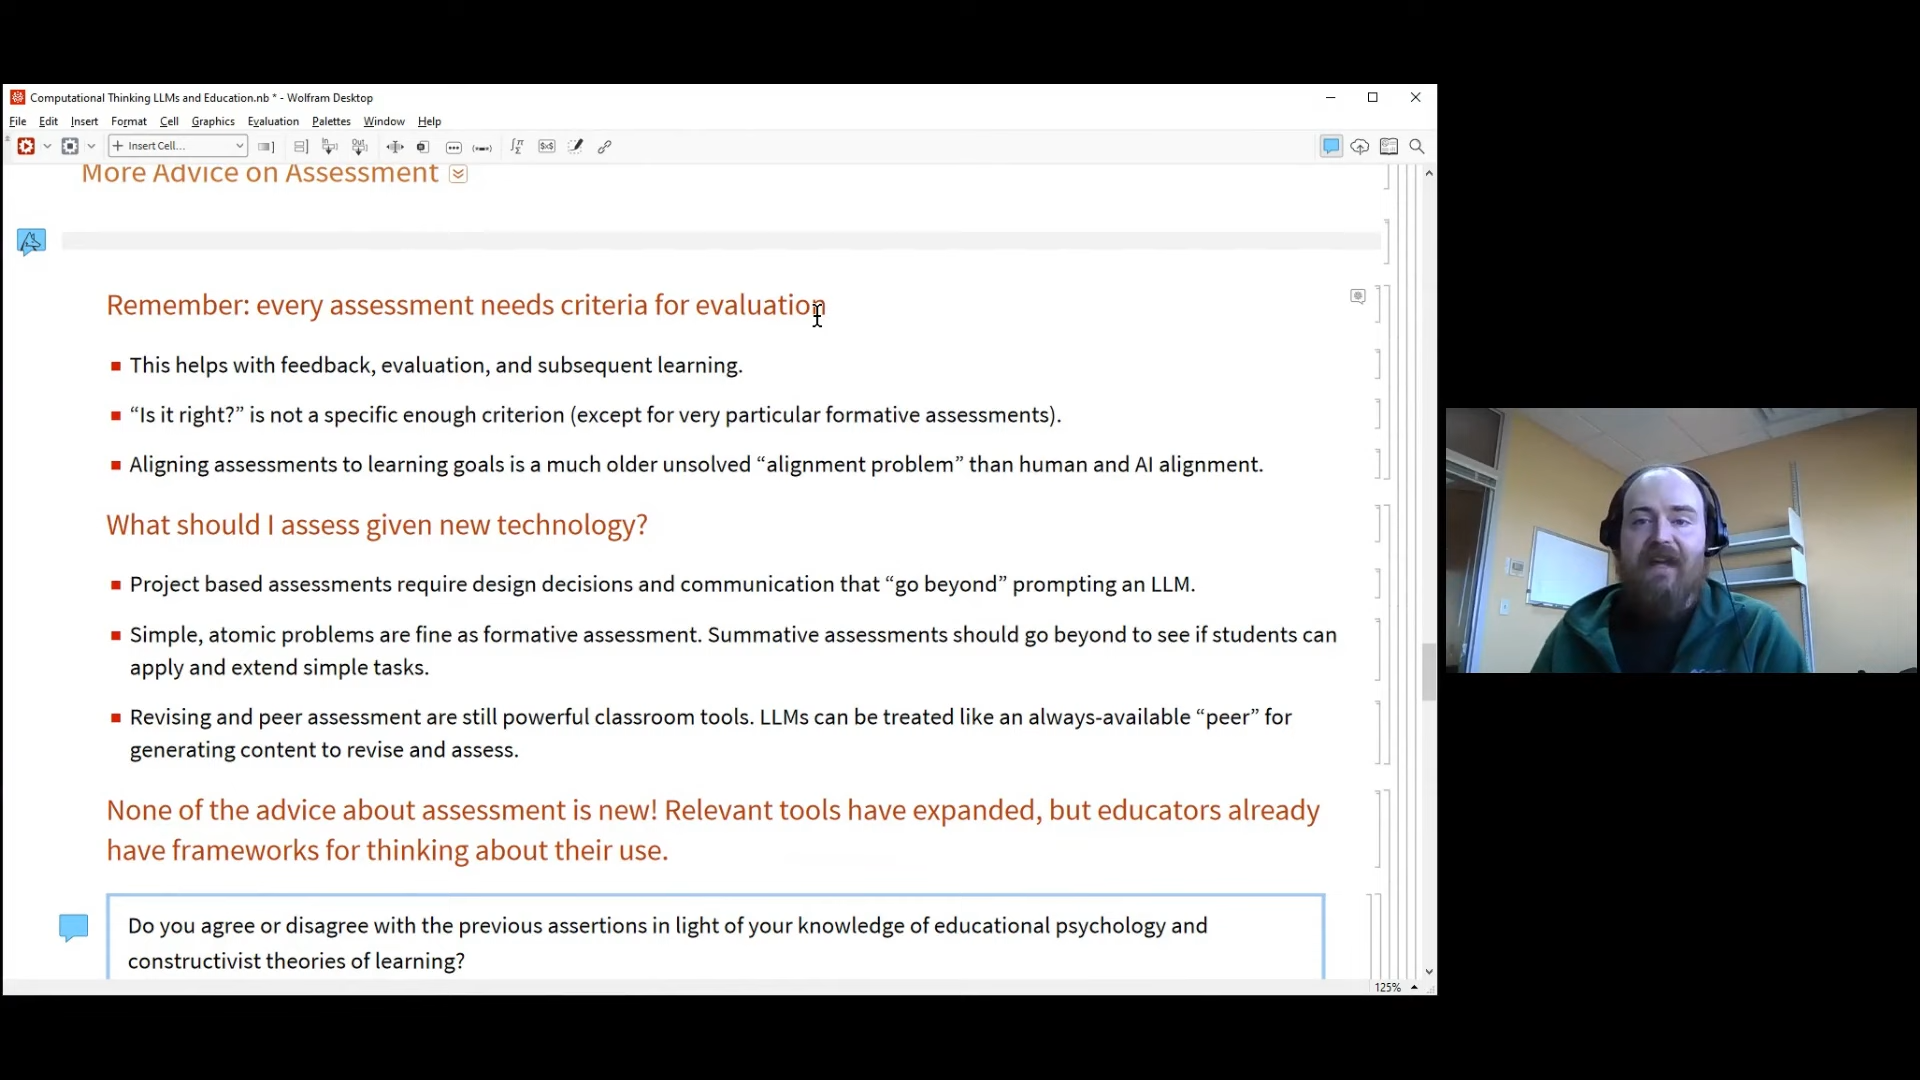 Computational Thinking LLMs and Education.nb * - Wolfram Desktop
File Edit Insert Format Cell Graphics Evaluation Palettes Window Help
+ Insert Cell...
In Out
More Advice on Assessment
Remember: every assessment needs criteria for evaluation
This helps with feedback, evaluation, and subsequent learning.
“Is it right?” is not a specific enough criterion (except for very particular formative assessments).
Aligning assessments to learning goals is a much older unsolved “alignment problem” than human and AI alignment.
What should I assess given new technology?
Project based assessments require design decisions and communication that “go beyond” prompting an LLM.
Simple, atomic problems are fine as formative assessment. Summative assessments should go beyond to see if students can
apply and extend simple tasks.
Revising and peer assessment are still powerful classroom tools. LLMs can be treated like an always-available “peer” for
generating content to revise and assess.
None of the advice about assessment is new! Relevant tools have expanded, but educators already
have frameworks for thinking about their use.
Do you agree or disagree with the previous assertions in light of your knowledge of educational psychology and
constructivist theories of learning?
125%